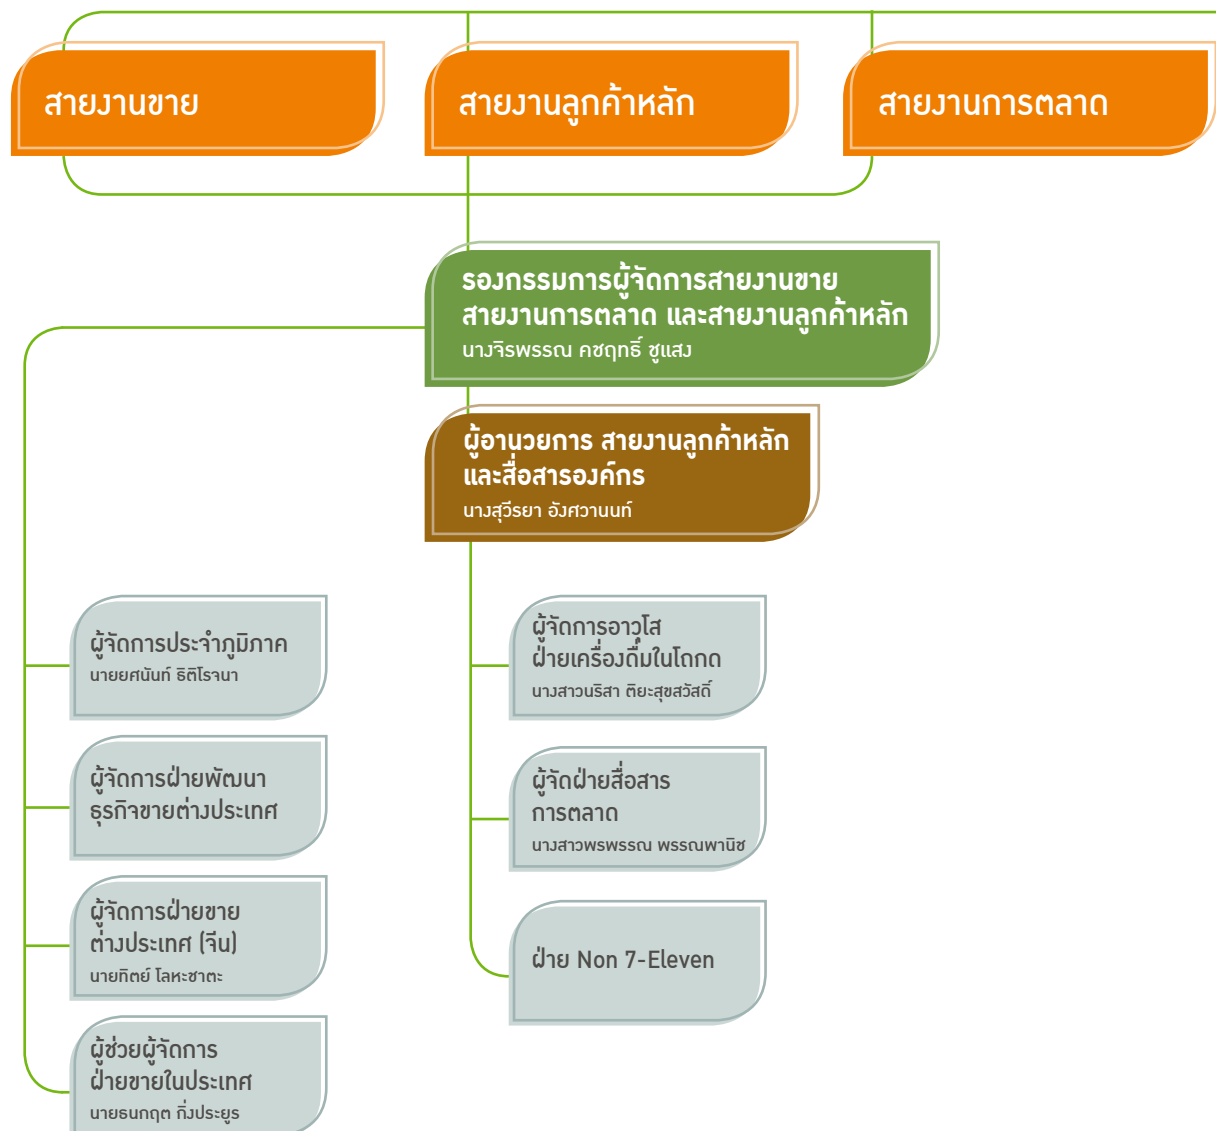 สายงานขาย
สายงานลูกค้าหลัก
สายงานการตลาด
รองกรรมการผู้จัดการสายงานขาย
สายงานการตลาด และสายงานลูกค้าหลัก
นางวิรพรรณ คชฤทธิ์ ชูแสง
ผู้อานวยการ สายงานลูกค้าหลัก
และสื่อสารองค์กร
นางสุวีรยา อังศวานนท์
ผู้จัดการประจำภูมิภาค
นายยศนันท์ ธิติโรจนา
ผู้จัดการฝ่ายพัฒนา
ธุรกิจขายต่างประเทศ
ผู้จัดการฝ่ายขาย
ต่างประเทศ (จีน)
นายทิตย์ โลหะชาตะ
ผู้ช่วยผู้จัดการ
ฝ่ายขายในประเทศ
นายธนกฤต กิ่งประยูร
ผู้จัดการอาวุโส
ฝ่ายเครื่องดื่มในโถกด
นางสาวนริสา ติยะสุขสวัสดิ์
ผู้จัดฝ่ายสื่อสาร
การตลาด
นางสาวพรพรรณ พรรณพานิช
ฝ่าย Non 7-Eleven